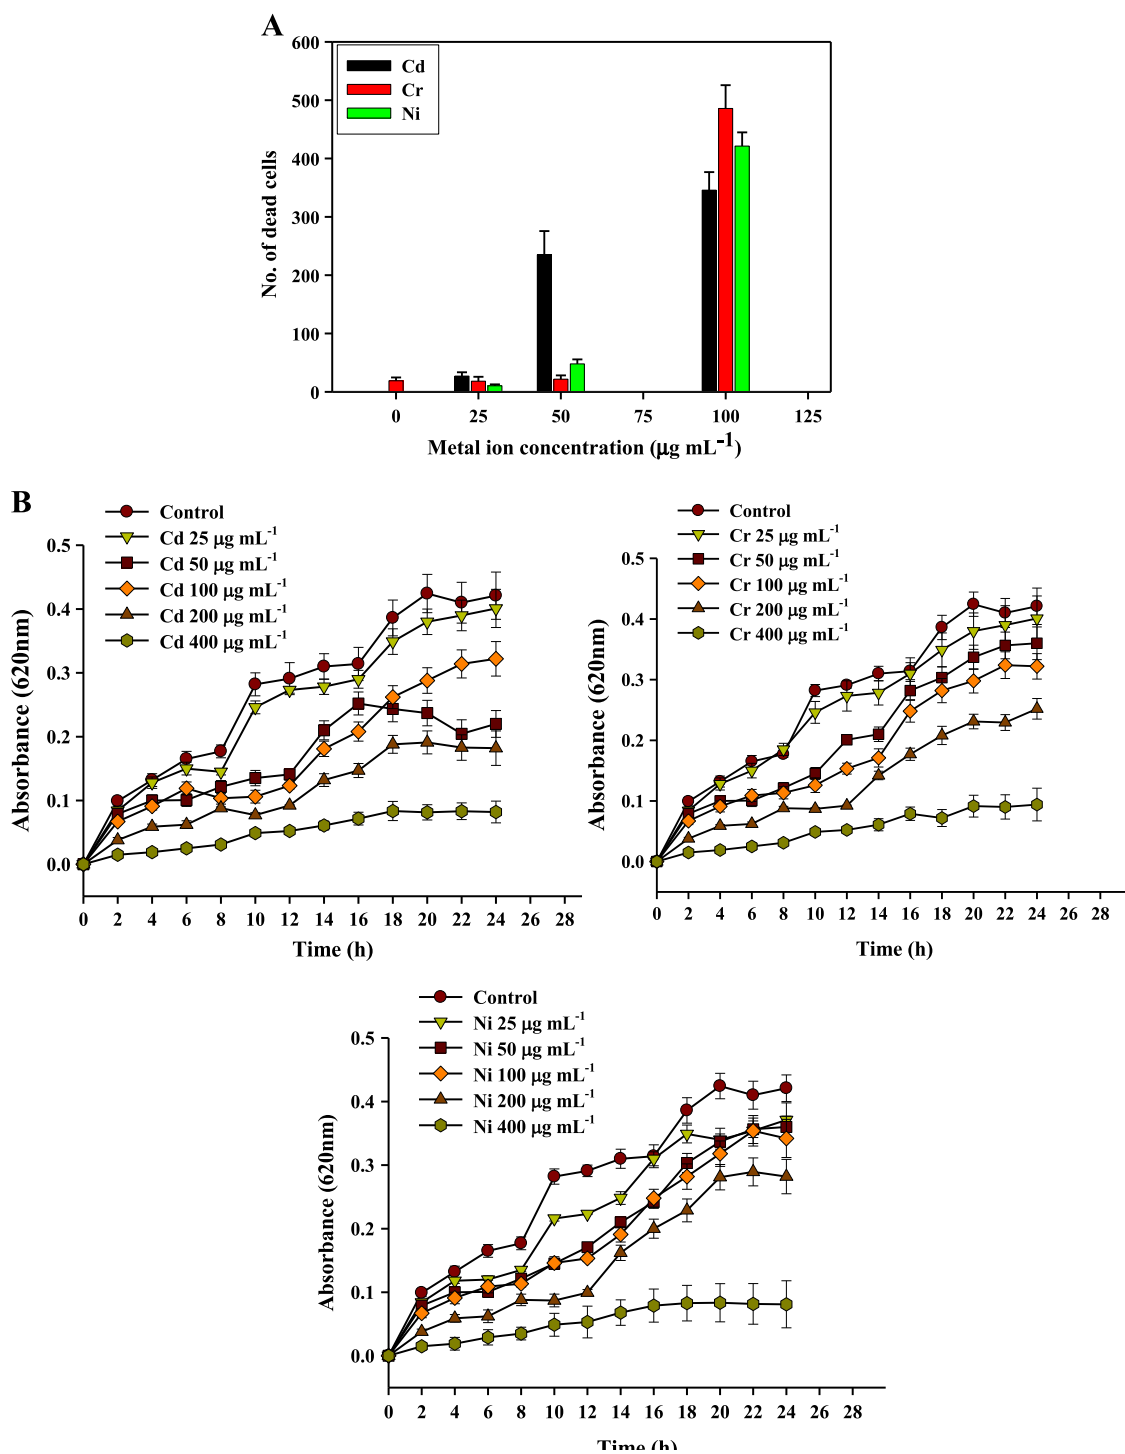 A
600
500
400
300
200
100
0
No. of dead cells
Cd
Cr
Ni
0 25 50 75 100 125
Metal ion concentration (µg mL-1)
B
Control
Cd 25 µg mL-1
Cd 50 µg mL-1
Cd 100 µg mL-1
Cd 200 µg mL-1
Cd 400 µg mL-1
0.5
0.4
0.3
0.2
0.1
0.0
Absorbance (620nm)
0 2 4 6 8 10 12 14 16 18 20 22 24 26 28
Time (h)
Control
Cr 25 µg mL-1
Cr 50 µg mL-1
Cr 100 µg mL-1
Cr 200 µg mL-1
Cr 400 µg mL-1
0.5
0.4
0.3
0.2
0.1
0.0
Absorbance (620nm)
0 2 4 6 8 10 12 14 16 18 20 22 24 26 28
Time (h)
Control
Ni 25 µg mL-1
Ni 50 µg mL-1
Ni 100 µg mL-1
Ni 200 µg mL-1
Ni 400 µg mL-1
0.5
0.4
0.3
0.2
0.1
0.0
Absorbance (620nm)
0 2 4 6 8 10 12 14 16 18 20 22 24 26 28
Time (h)